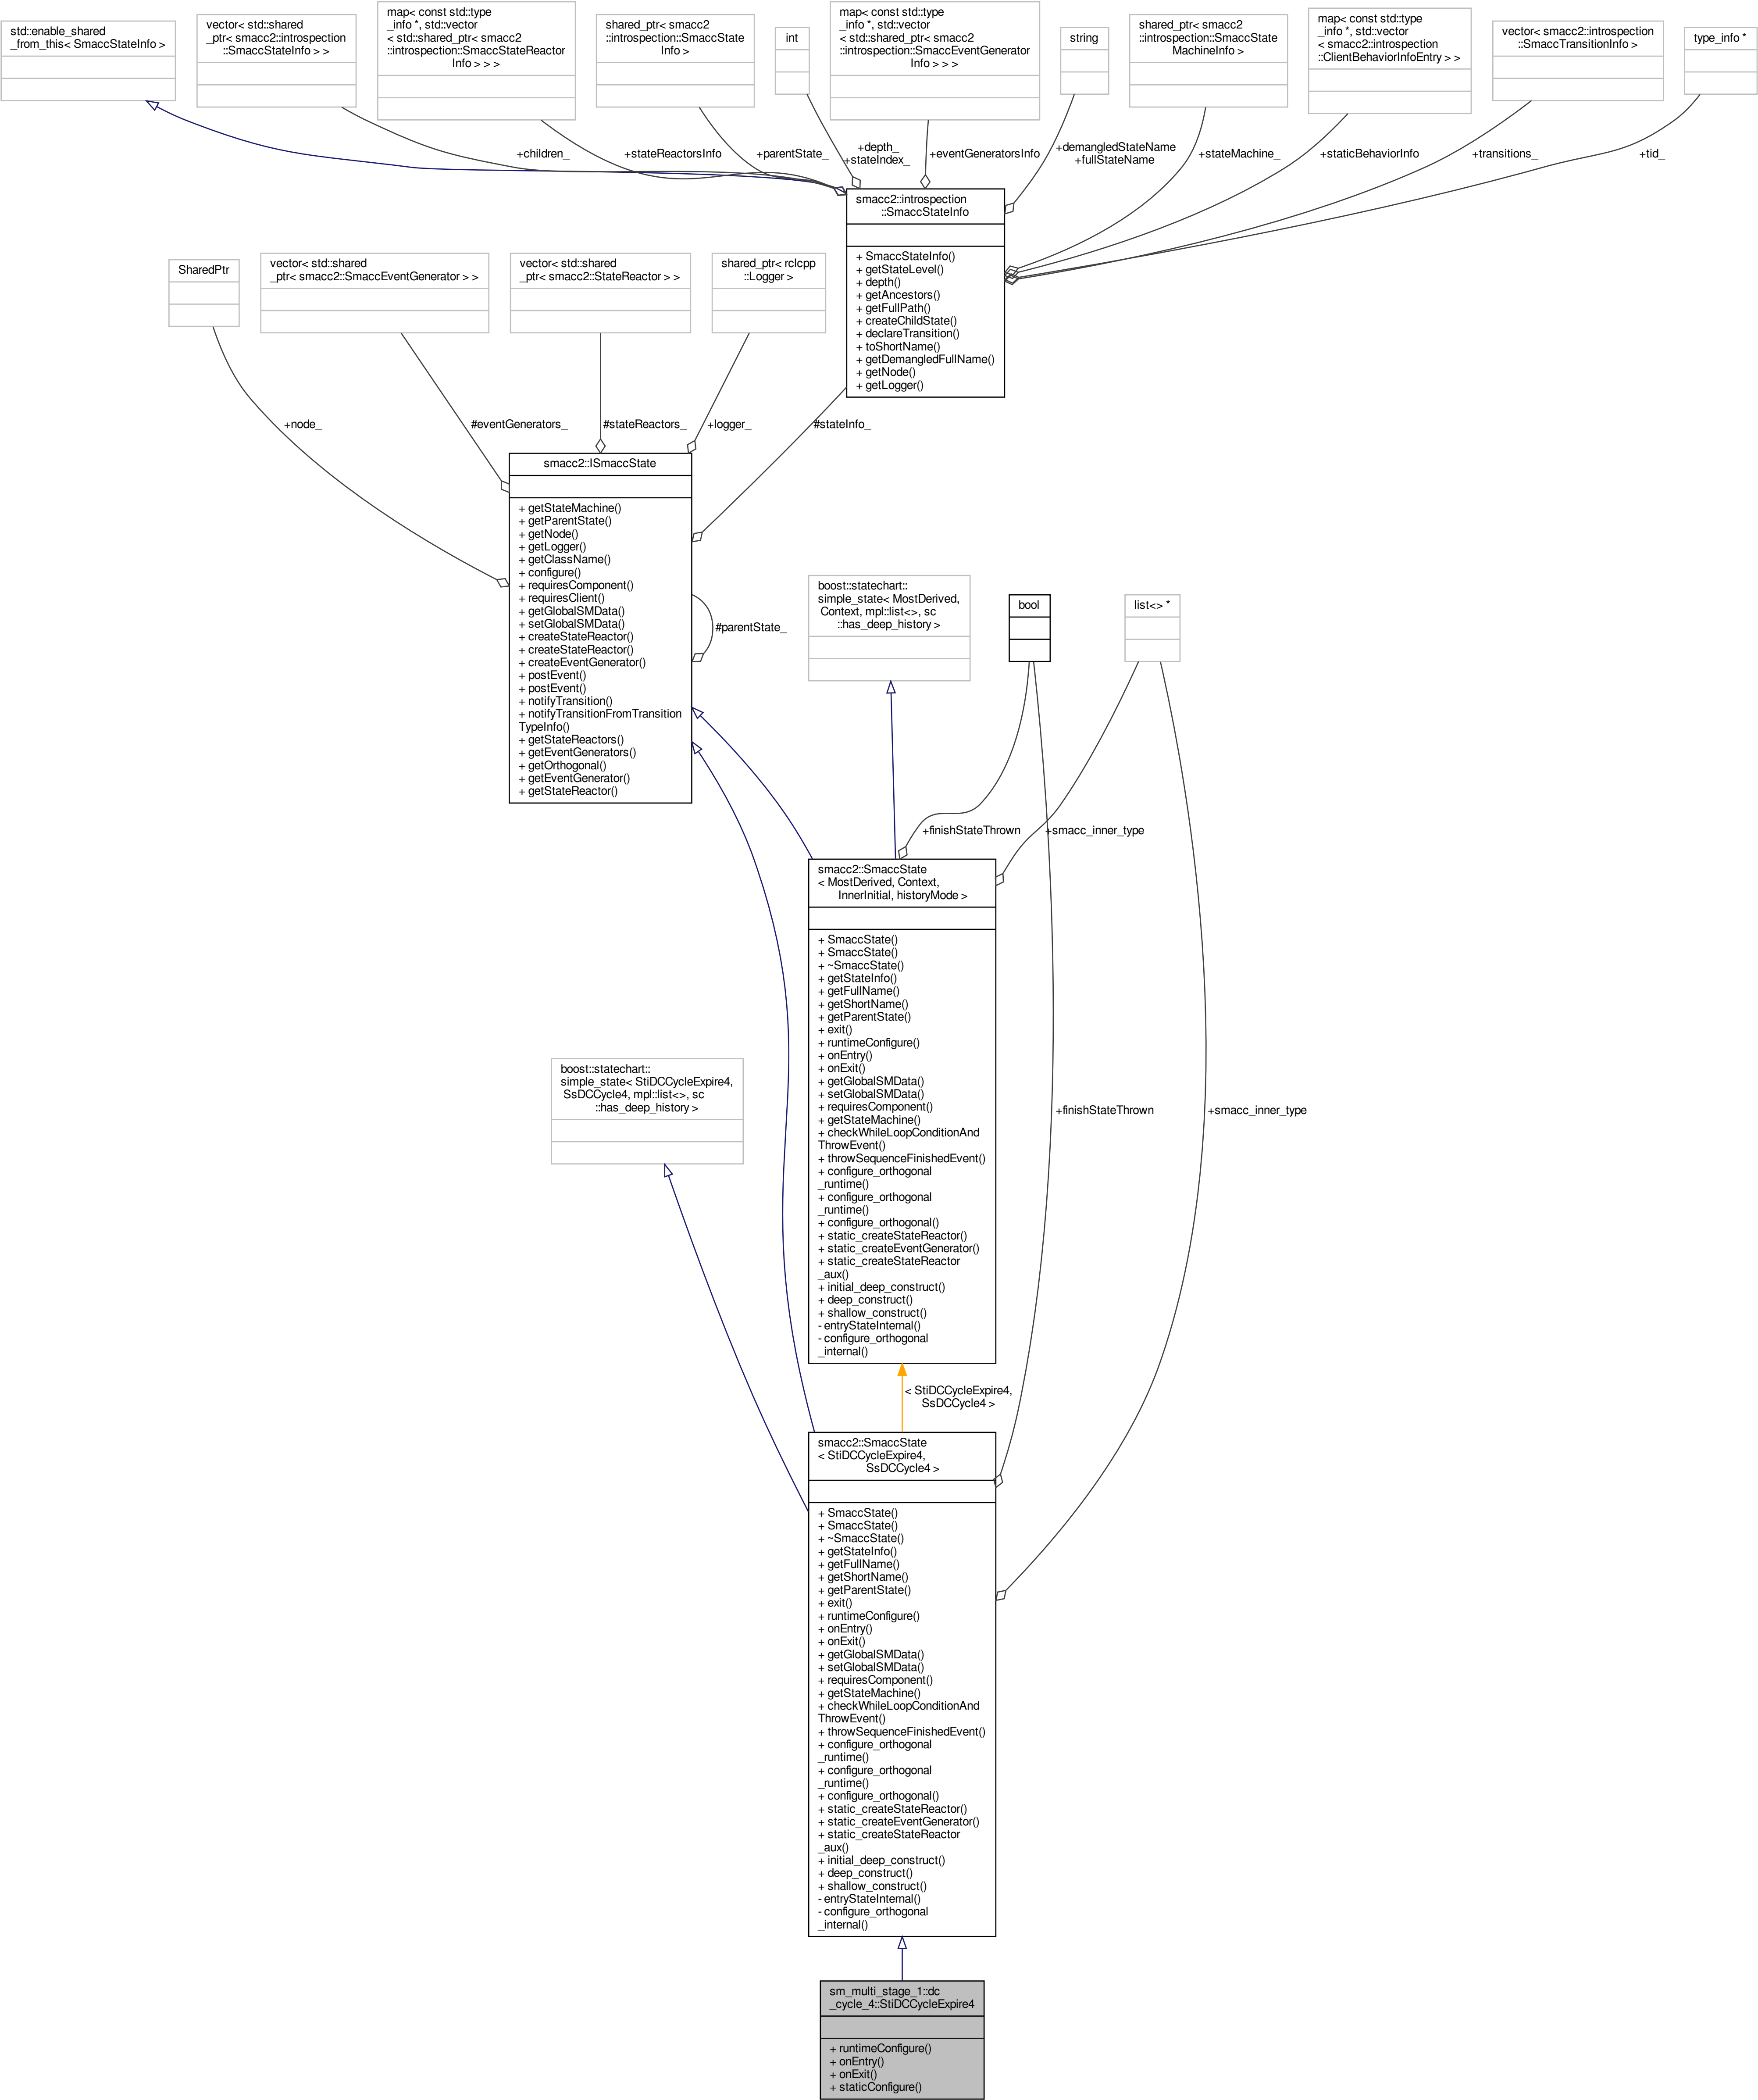 std::enable_shared
_from_this< SmaccStateInfo >
vector< std::shared
_ptr< smacc2::introspection
::SmaccStateInfo > >
map< const std::type
_info *, std::vector
< std::shared_ptr< smacc2
::introspection::SmaccStateReactor
Info > > >
shared_ptr< smacc2
::introspection::SmaccState
Info >
int
map< const std::type
_info *, std::vector
< std::shared_ptr< smacc2
::introspection::SmaccEventGenerator
Info > > >
string
shared_ptr< smacc2
::introspection::SmaccState
MachineInfo >
map< const std::type
_info *, std::vector
< smacc2::introspection
::ClientBehaviorInfoEntry > >
vector< smacc2::introspection
::SmaccTransitionInfo >
type_info *
+children_
+stateReactorsInfo
+parentState_
+depth_
+stateIndex_
+eventGeneratorsInfo
+demangledStateName
+fullStateName
+stateMachine_
+staticBehaviorInfo
+transitions_
+tid_
smacc2::introspection
::SmaccStateInfo
+ SmaccStateInfo()
+ getStateLevel()
+ depth()
+ getAncestors()
+ getFullPath()
+ createChildState()
+ declareTransition()
+ toShortName()
+ getDemangledFullName()
+ getNode()
+ getLogger()
SharedPtr
vector< std::shared
_ptr< smacc2::SmaccEventGenerator > >
vector< std::shared
_ptr< smacc2::StateReactor > >
shared_ptr< rclcpp
::Logger >
+node_
#eventGenerators_
#stateReactors_
+logger_
#stateInfo_
smacc2::ISmaccState
+ getStateMachine()
+ getParentState()
+ getNode()
+ getLogger()
+ getClassName()
+ configure()
+ requiresComponent()
+ requiresClient()
+ getGlobalSMData()
+ setGlobalSMData()
+ createStateReactor()
+ createStateReactor()
+ createEventGenerator()
+ postEvent()
+ postEvent()
+ notifyTransition()
+ notifyTransitionFromTransition
TypeInfo()
+ getStateReactors()
+ getEventGenerators()
+ getOrthogonal()
+ getEventGenerator()
+ getStateReactor()
#parentState_
boost::statechart::
simple_state< MostDerived,
Context, mpl::list<>, sc
::has_deep_history >
bool
list<> *
+finishStateThrown
+smacc_inner_type
smacc2::SmaccState
< MostDerived, Context,
InnerInitial, historyMode >
+ SmaccState()
+ SmaccState()
+ ~SmaccState()
+ getStateInfo()
+ getFullName()
+ getShortName()
+ getParentState()
+ exit()
+ runtimeConfigure()
+ onEntry()
+ onExit()
+ getGlobalSMData()
+ setGlobalSMData()
+ requiresComponent()
+ getStateMachine()
+ checkWhileLoopConditionAnd
ThrowEvent()
+ throwSequenceFinishedEvent()
+ configure_orthogonal
_runtime()
+ configure_orthogonal
_runtime()
+ configure_orthogonal()
+ static_createStateReactor()
+ static_createEventGenerator()
+ static_createStateReactor
_aux()
+ initial_deep_construct()
+ deep_construct()
+ shallow_construct()
- entryStateInternal()
- configure_orthogonal
_internal()
boost::statechart::
simple_state< StiDCCycleExpire4,
SsDCCycle4, mpl::list<>, sc
::has_deep_history >
+finishStateThrown
+smacc_inner_type
< StiDCCycleExpire4,
SsDCCycle4 >
smacc2::SmaccState
< StiDCCycleExpire4,
SsDCCycle4 >
+ SmaccState()
+ SmaccState()
+ ~SmaccState()
+ getStateInfo()
+ getFullName()
+ getShortName()
+ getParentState()
+ exit()
+ runtimeConfigure()
+ onEntry()
+ onExit()
+ getGlobalSMData()
+ setGlobalSMData()
+ requiresComponent()
+ getStateMachine()
+ checkWhileLoopConditionAnd
ThrowEvent()
+ throwSequenceFinishedEvent()
+ configure_orthogonal
_runtime()
+ configure_orthogonal
_runtime()
+ configure_orthogonal()
+ static_createStateReactor()
+ static_createEventGenerator()
+ static_createStateReactor
_aux()
+ initial_deep_construct()
+ deep_construct()
+ shallow_construct()
- entryStateInternal()
- configure_orthogonal
_internal()
sm_multi_stage_1::dc
_cycle_4::StiDCCycleExpire4
+ runtimeConfigure()
+ onEntry()
+ onExit()
+ staticConfigure()